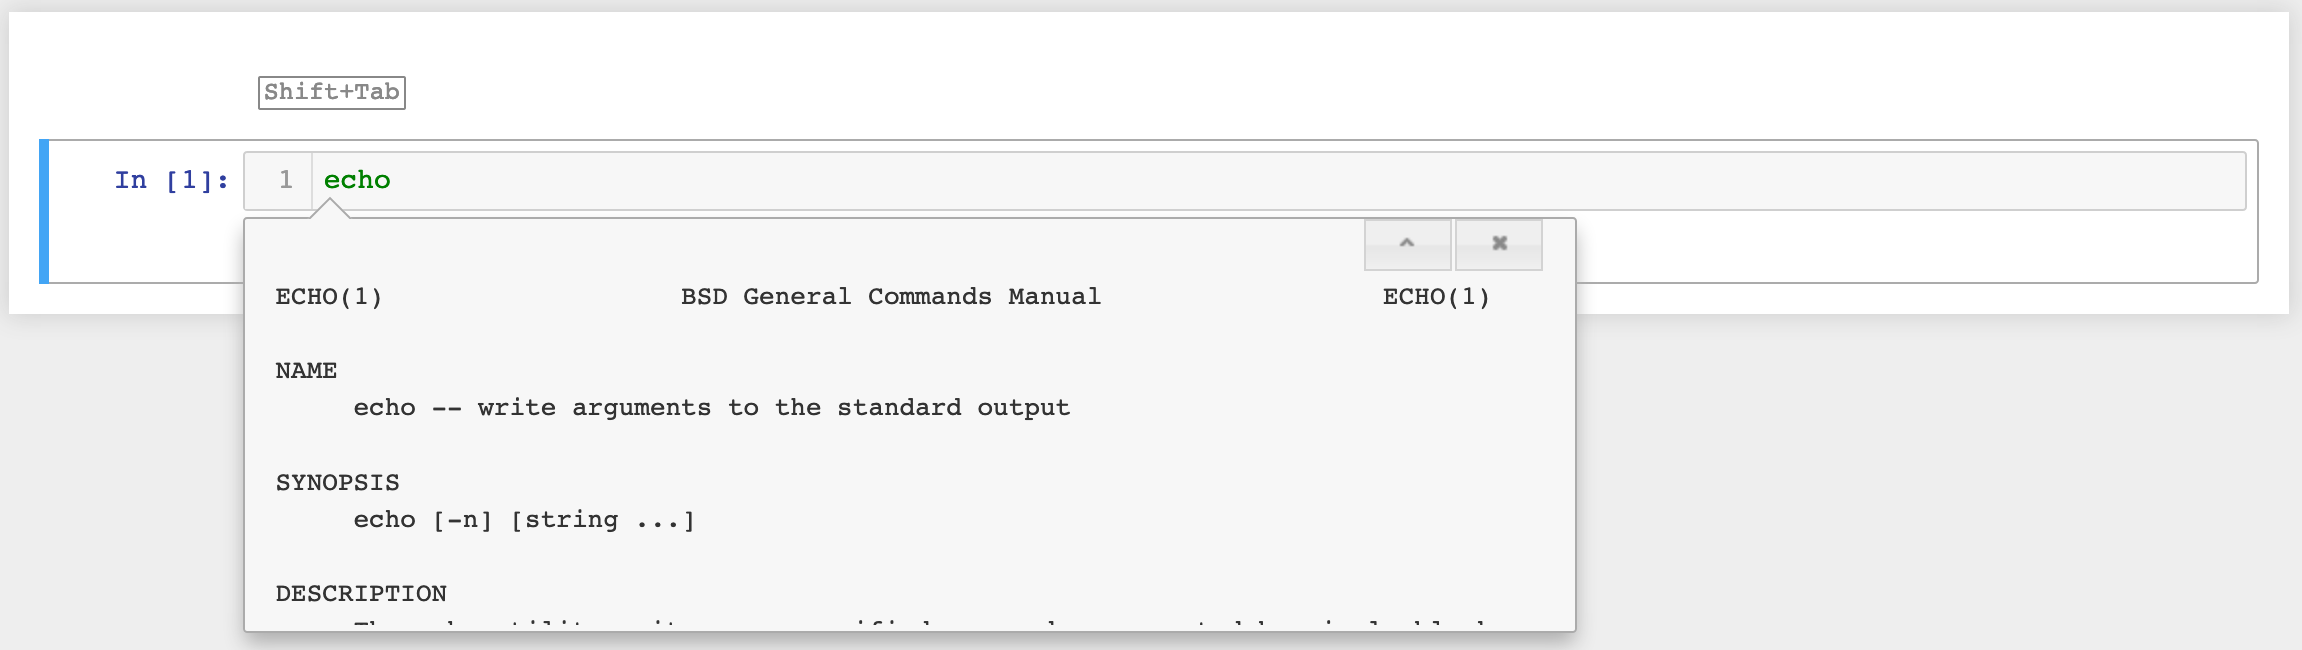 Shift+Tab
In [1]: 1 echo
ECHO(1) BSD General Commands Manual ECHO(1)
NAME
echo -- write arguments to the standard output
SYNOPSIS
echo [-n] [string ...]
DESCRIPTION